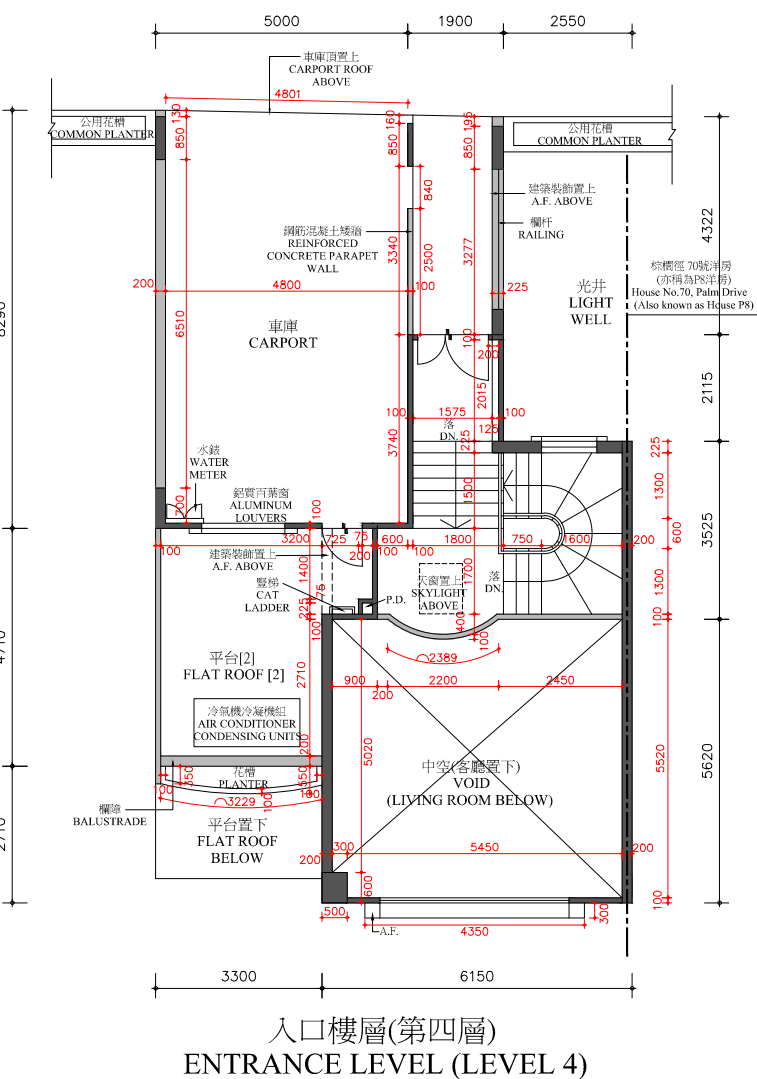 5000
1900
2550
車庫頂置上
CARPORT ROOF
ABOVE
4801
130
160
195
公用花槽
COMMON PLANTER
850
850
850
公用花槽
COMMON PLANTER
840
建築裝飾置上
A.F. ABOVE
4322
鋼筋混凝土矮牆
REINFORCED
CONCRETE PARAPET
WALL
3340
2500
3277
欄杆
RAILING
棕櫚徑 70號洋房
(亦稱為P8洋房)
House No.70, Palm Drive
(Also known as House P8)
200
4800
100
225
光井
LIGHT
WELL
8290
6510
車庫
CARPORT
100
200
2115
2015
100
1575
100
125
落
DN.
3740
225
225
水錶
WATER
METER
鋁質百葉窗
ALUMINUM
LOUVERS
700
100
1500
1300
3525
600
100
3200
725
75
200
600
100
100
1800
750
1600
200
建築裝飾置上
A.F. ABOVE
1400
豎梯
CAT
LADDER
75
225
100
P.D.
天窗置上
SKYLIGHT
ABOVE
1700
落
DN.
1300
400
100
100
4710
平台[2]
FLAT ROOF [2]
2710
2389
900
200
2200
2450
冷氣機冷凝機組
AIR CONDITIONER
CONDENSING UNITS
200
5020
5520
5620
花槽
PLANTER
350
550
100
100
100
3229
中空(客廳置下)
VOID
(LIVING ROOM BELOW)
欄障
BALUSTRADE
平台置下
FLAT ROOF
BELOW
2710
200
300
5450
200
600
100
500
300
A.F.
4350
3300
6150
入口樓層(第四層)
ENTRANCE LEVEL (LEVEL 4)